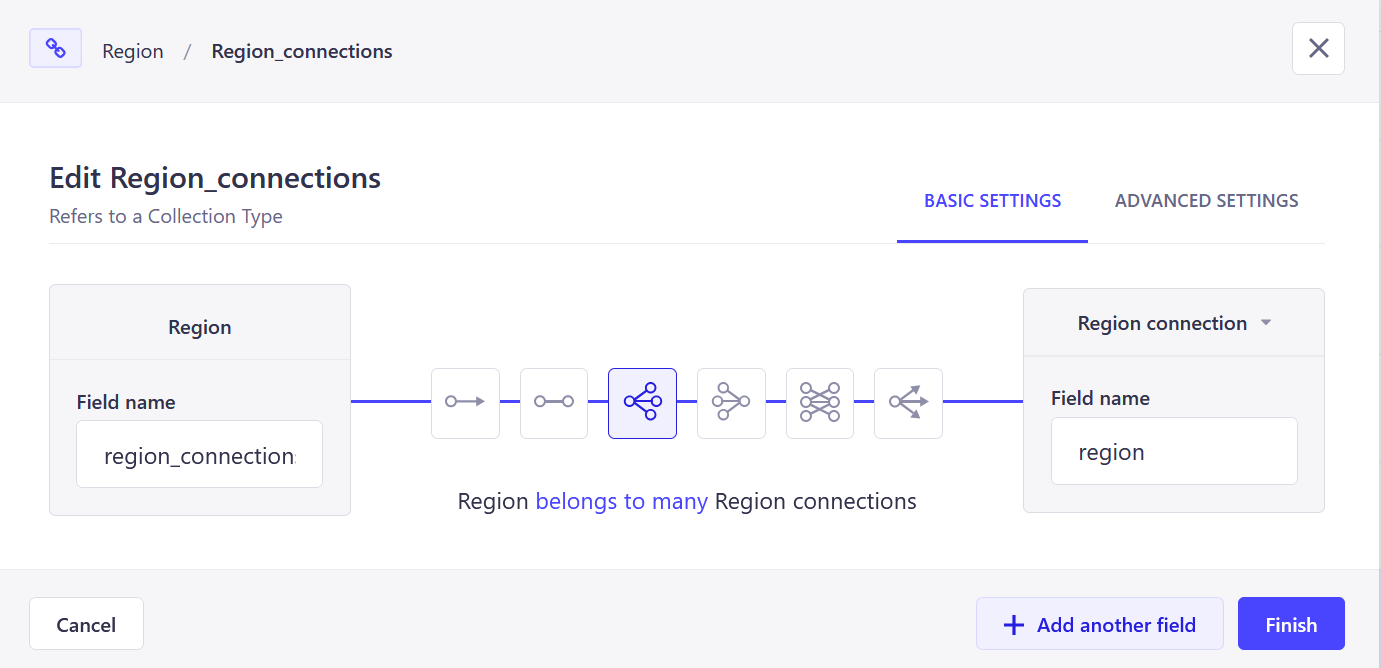 Region / Region_connections
Edit Region_connections
Refers to a Collection Type
BASIC SETTINGS
ADVANCED SETTINGS
Region
Field name
region_connection
Region belongs to many Region connections
Region connection
Field name
region
Cancel
Add another field
Finish